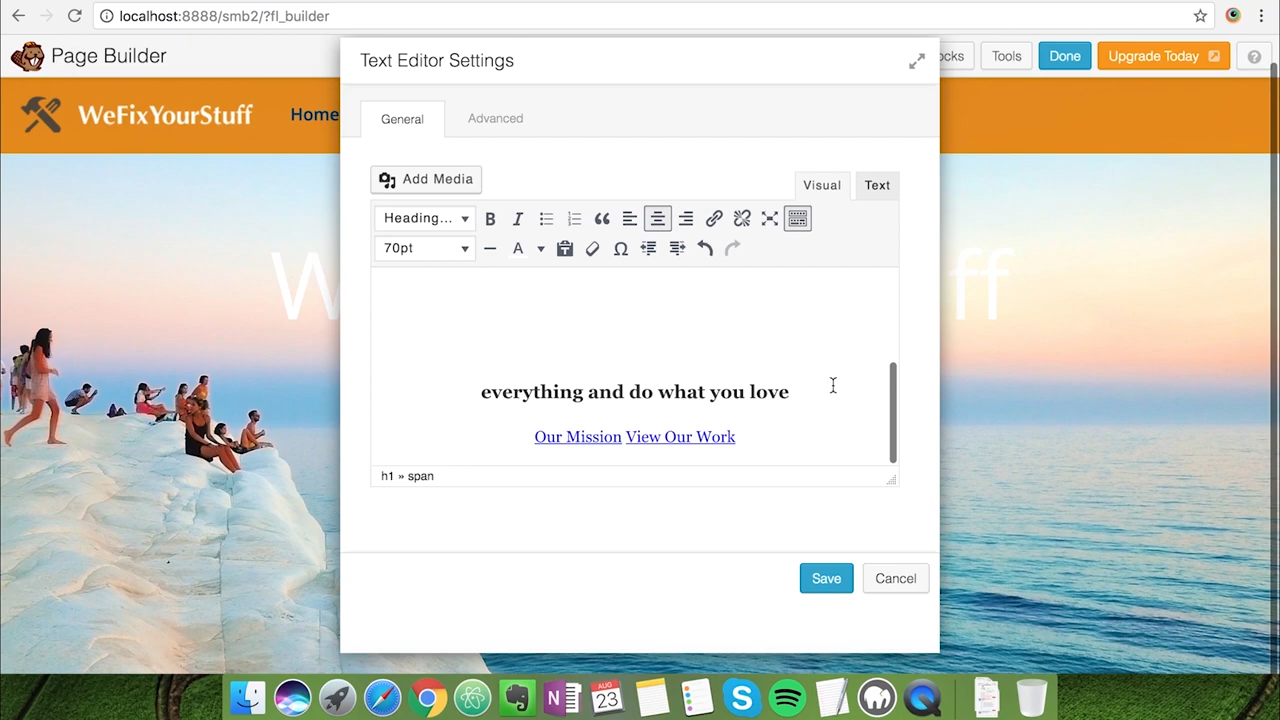 localhost:8888/smb2/?fl_builder
Page Builder
Text Editor Settings
ocks
Tools
Done
Upgrade Today
?
WeFixYourStuff
Home
General
Advanced
Add Media
Visual
Text
Heading...
B
I
70pt
A
Ω
W
ff
everything and do what you love
Our Mission View Our Work
h1 » span
Save
Cancel
AUG
23
N
S